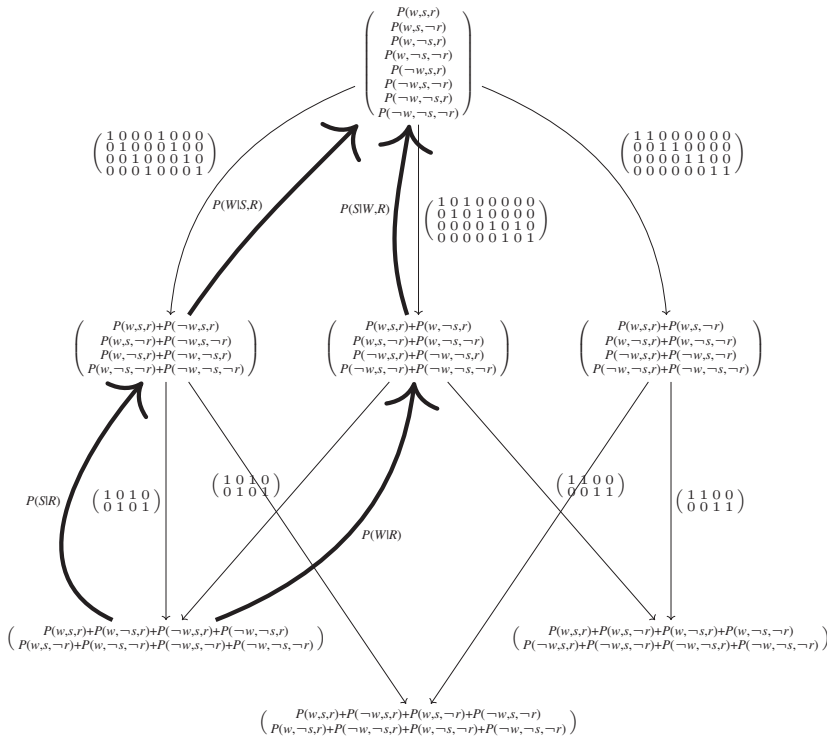 P(w,s,r)
P(w,s,¬r)
P(w,¬s,r)
P(w,¬s,¬r)
P(¬w,s,r)
P(¬w,s,¬r)
P(¬w,¬s,r)
P(¬w,¬s,¬r)
1 0 0 0 1 0 0 0
0 1 0 0 0 1 0 0
0 0 1 0 0 0 1 0
0 0 0 1 0 0 0 1
1 1 0 0 0 0 0 0
0 0 1 1 0 0 0 0
0 0 0 0 1 1 0 0
0 0 0 0 0 0 1 1
P(W|S,R)
P(S|W,R)
1 0 1 0 0 0 0 0
0 1 0 1 0 0 0 0
0 0 0 0 1 0 1 0
0 0 0 0 0 1 0 1
P(w,s,r)+P(¬w,s,r)
P(w,s,¬r)+P(¬w,s,¬r)
P(w,¬s,r)+P(¬w,¬s,r)
P(w,¬s,¬r)+P(¬w,¬s,¬r)
P(w,s,r)+P(w,¬s,r)
P(w,s,¬r)+P(w,¬s,¬r)
P(¬w,s,r)+P(¬w,¬s,r)
P(¬w,s,¬r)+P(¬w,¬s,¬r)
P(w,s,r)+P(w,s,¬r)
P(w,¬s,r)+P(w,¬s,¬r)
P(¬w,s,r)+P(¬w,s,¬r)
P(¬w,¬s,r)+P(¬w,¬s,¬r)
P(S|R)
1 0 1 0
0 1 0 1
1 0 1 0
0 1 0 1
P(W|R)
1 1 0 0
0 0 1 1
1 1 0 0
0 0 1 1
P(w,s,r)+P(w,¬s,r)+P(¬w,s,r)+P(¬w,¬s,r)
P(w,s,¬r)+P(w,¬s,¬r)+P(¬w,s,¬r)+P(¬w,¬s,¬r)
P(w,s,r)+P(w,s,¬r)+P(w,¬s,r)+P(w,¬s,¬r)
P(¬w,s,r)+P(¬w,s,¬r)+P(¬w,¬s,r)+P(¬w,¬s,¬r)
P(w,s,r)+P(¬w,s,r)+P(w,s,¬r)+P(¬w,s,¬r)
P(w,¬s,r)+P(¬w,¬s,r)+P(w,¬s,¬r)+P(¬w,¬s,¬r)